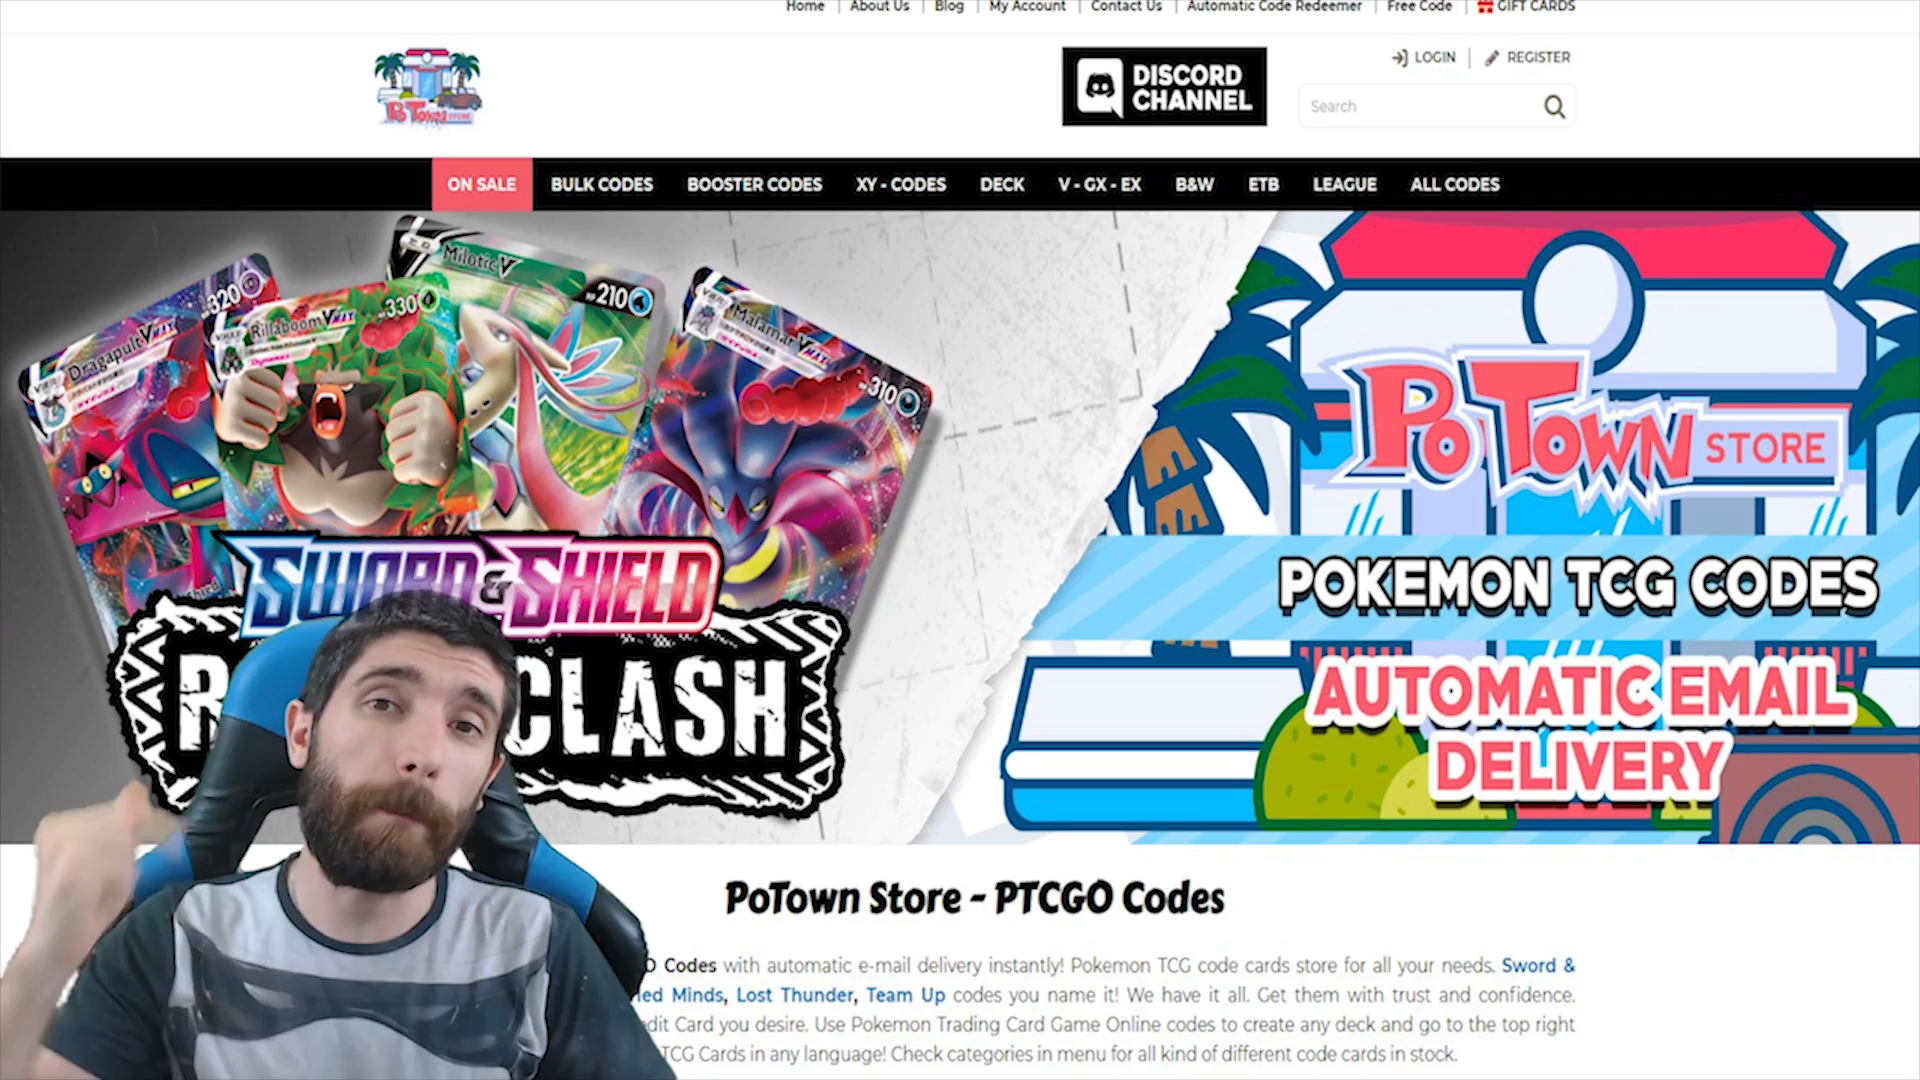 Home | About Us | Blog | My Account | Contact Us | Automatic Code Redeemer | Free Code | GIFT CARDS
PoTown STORE
DISCORD
CHANNEL
LOGIN | REGISTER
Search
ON SALE BULK CODES BOOSTER CODES XY - CODES DECK V - GX - EX B&W ETB LEAGUE ALL CODES
Milotic V 210
Dragapult VMAX 320
Rillaboom VMAX 330
Malamar VMAX 310
SWORD & SHIELD
CLASH
PoTown STORE
POKEMON TCG CODES
AUTOMATIC EMAIL
DELIVERY
PoTown Store - PTCGO Codes
Codes with automatic e-mail delivery instantly! Pokemon TCG code cards store for all your needs. Sword &
Minds, Lost Thunder, Team Up codes you name it! We have it all. Get them with trust and confidence.
Card you desire. Use Pokemon Trading Card Game Online codes to create any deck and go to the top right
TCG Cards in any language! Check categories in menu for all kind of different code cards in stock.